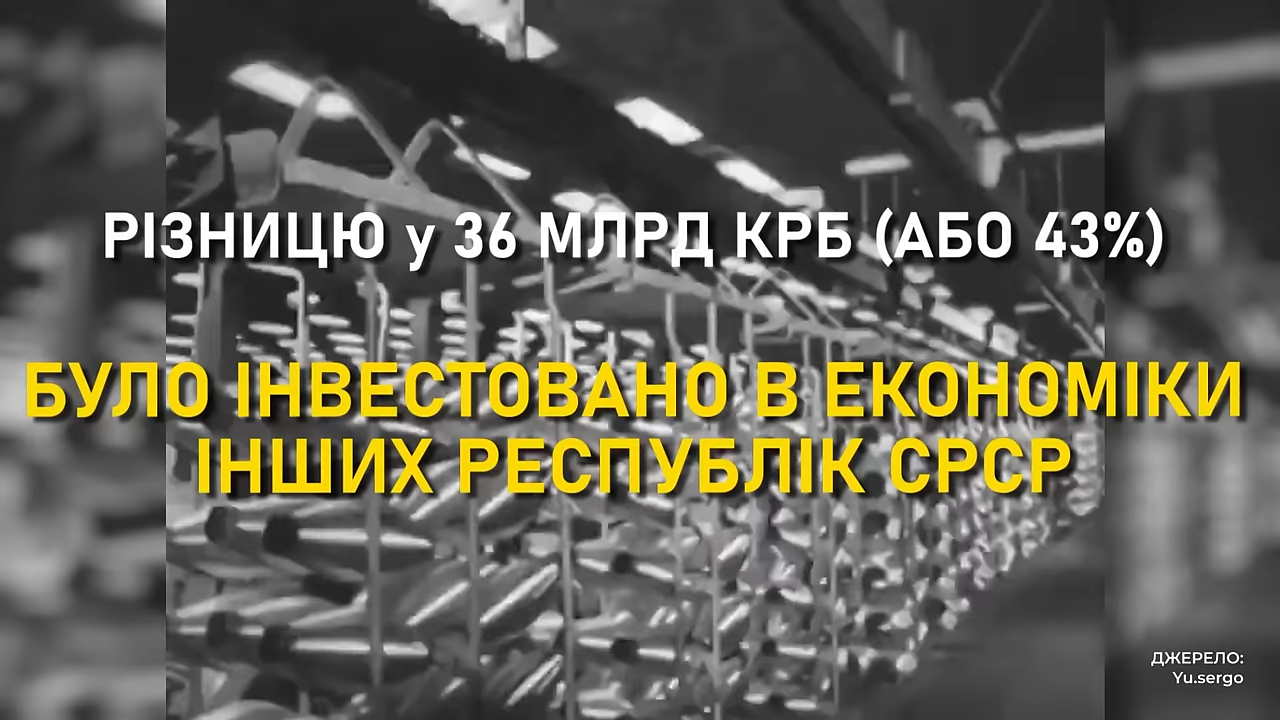 РІЗНИЦЮ у 36 МЛРД КРБ (АБО 43%)
БУЛО ІНВЕСТОВАНО В ЕКОНОМІКИ
ІНШИХ РЕСПУБЛІК СРСР
ДЖЕРЕЛО:
Yu.sergo